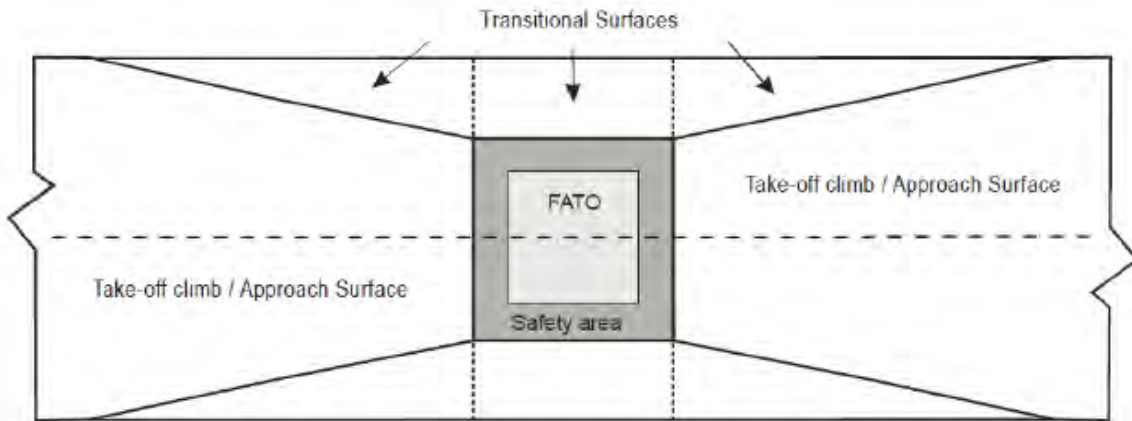 Transitional Surfaces
Take-off climb / Approach Surface
FATO
Take-off climb / Approach Surface
Safety area